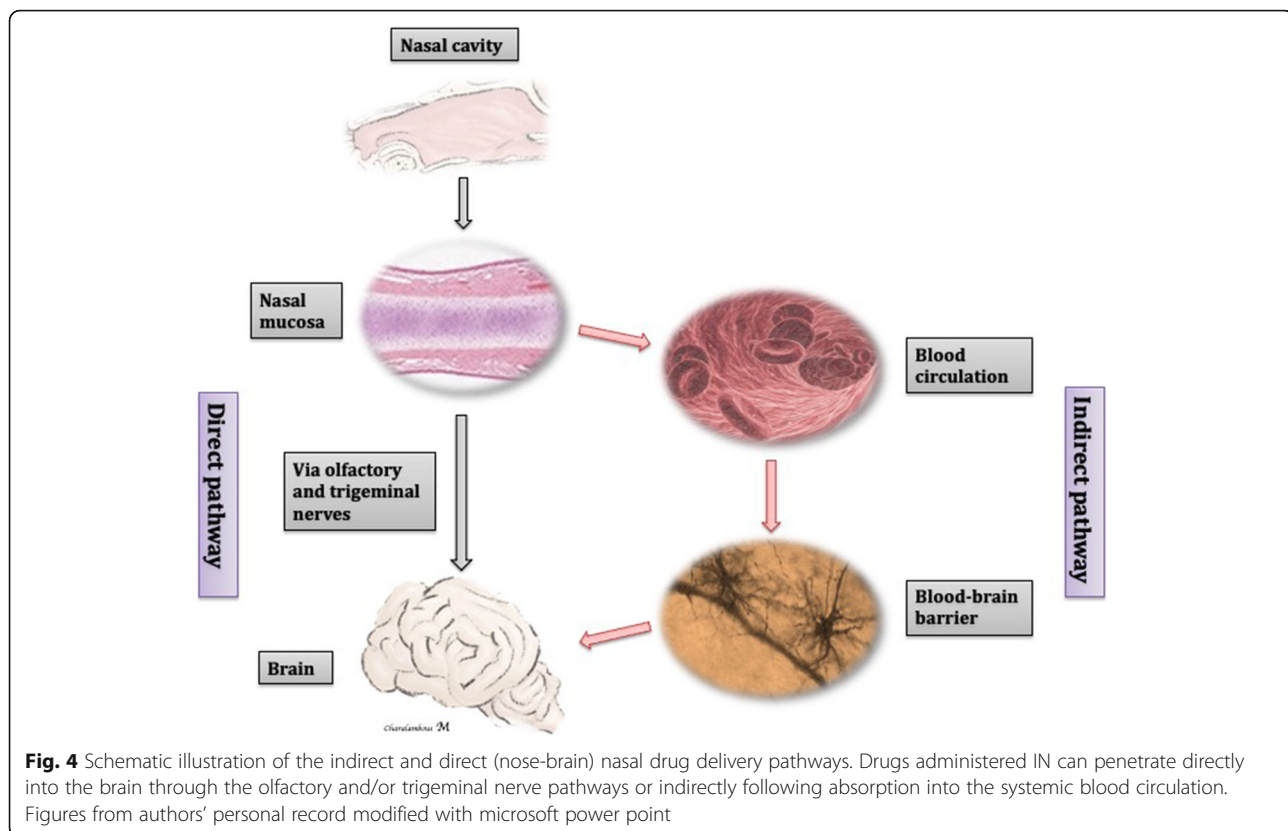 Nasal cavity
Nasal
mucosa
Blood
circulation
Direct pathway
Via olfactory
and trigeminal
nerves
Indirect pathway
Blood-brain
barrier
Brain
Charalambous M
Fig. 4 Schematic illustration of the indirect and direct (nose-brain) nasal drug delivery pathways. Drugs administered IN can penetrate directly
into the brain through the olfactory and/or trigeminal nerve pathways or indirectly following absorption into the systemic blood circulation.
Figures from authors’ personal record modified with microsoft power point